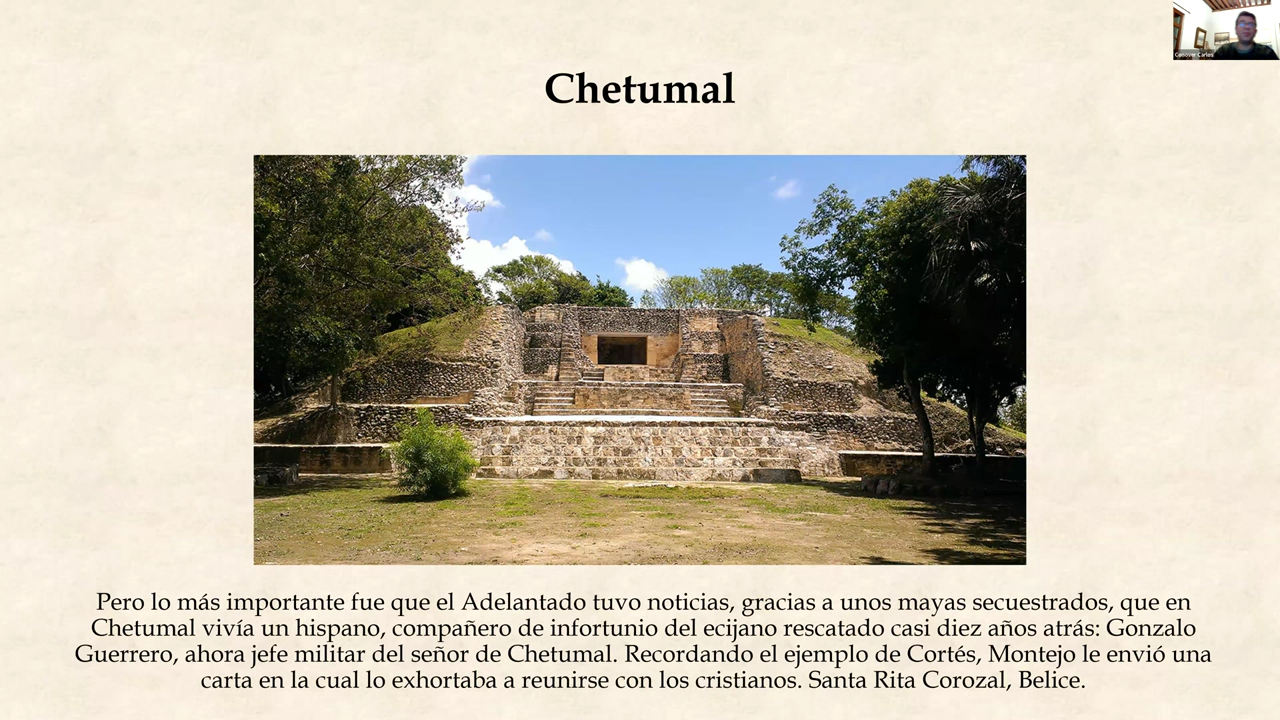 Canover Carlos
Chetumal
Pero lo más importante fue que el Adelantado tuvo noticias, gracias a unos mayas secuestrados, que en
Chetumal vivía un hispano, compañero de infortunio del ecijano rescatado casi diez años atrás: Gonzalo
Guerrero, ahora jefe militar del señor de Chetumal. Recordando el ejemplo de Cortés, Montejo le envió una
carta en la cual lo exhortaba a reunirse con los cristianos. Santa Rita Corozal, Belice.